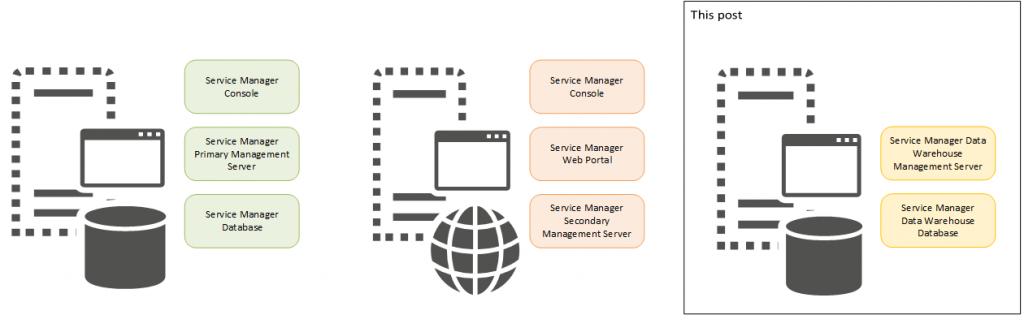 This post
Service Manager
Console
Service Manager
Primary Management
Server
Service Manager
Database
Service Manager
Console
Service Manager
Web Portal
Service Manager
Secondary
Management Server
Service Manager Data
Warehouse
Management Server
Service Manager
Data Warehouse
Database